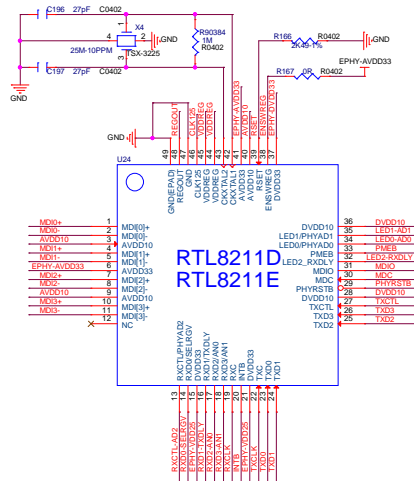 C196 27pF C0402
X4
25M-10PPM
TSX-3225
1
2
3
4
GND
C197 27pF C0402
GND
R90384
1M
R0402
R166 R0402
2K49-1%
GND
R167 0R R0402
EPHY-AVDD33
GND
REGOUT
CLK125
VDDREG
VDDREG
EPHY-AVDD33
AVDD10
RSET
ENSWREG
EPHY-DVDD33
U24
49 48 47 46 45 44 43 42 41 40 39 38 37
GND(EPAD)
REGOUT
GND
CLK125
VDDREG
VDDREG
CKXTAL2
CKXTAL1
AVDD33
VDD10
RSET
ENSWREG
DVDD33
RTL8211D
RTL8211E
MDI0+ 1 MDI[0]+
MDI0- 2 MDI[0]-
AVDD10 3 AVDD10
MDI1+ 4 MDI[1]+
MDI1- 5 MDI[1]-
EPHY-AVDD33 6 AVDD33
MDI2+ 7 MDI[2]+
MDI2- 8 MDI[2]-
AVDD10 9 AVDD10
MDI3+ 10 MDI[3]+
MDI3- 11 MDI[3]-
12 NC
DVDD10 36 DVDD10
LED1/PHYAD1 35 LED1-AD1
LED0/PHYAD0 34 LED0-AD0
PMEB 33 PMEB
LED2_RXDLY 32 LED2-RXDLY
MDIO 31 MDIO
MDC 30 MDC
PHYRSTB 29 PHYRSTB
DVDD10 28 DVDD10
TXCTL 27 TXCTL
TXD3 26 TXD3
TXD2 25 TXD2
RXCTL/PHYAD2
RXD0/SELRGV
DVDD33
RXD1/TXDLY
RXD2/AN0
RXD3/AN1
RXC
INTB
DVDD33
TXC
TXD0
TXD1
13 14 15 16 17 18 19 20 21 22 23 24
RXCTL-AD2
RXD0-SELRGV
EPHY-VDD25
RXD1-TXDLY
RXD2-AN0
RXD3-AN1
RXCLK
INTB
EPHY-VDD25
TXCLK
TXD0
TXD1